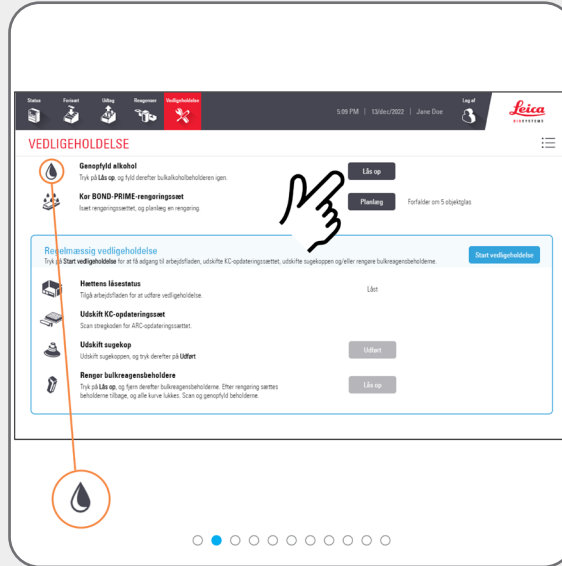 Status Forisæt Udtag Reagenser Vedligeholdelse
5:09 PM | 13/dec/2022 | Jane Doe
Log af
Leica
BIOSYSTEMS
VEDLIGEHOLDELSE
Genopfyld alkohol
Tryk på Lås op, og fyld derefter bulkalkoholbeholderen igen.
Lås op
Kør BOND-PRIME-rengøringssæt
Isæt rengøringssættet, og planlæg en rengøring.
Planlæg
Forfalder om 5 objektglas
Regelmæssig vedligeholdelse
Tryk på Start vedligeholdelse for at få adgang til arbejdsfladen, udskifte KC-opdateringssæt, udskifte sugekoppen og/eller rengøre bulkreagensbeholderne.
Start vedligeholdelse
Hættens låsestatus
Tilgå arbejdsfladen for at udføre vedligeholdelse.
Låst
Udskift KC-opdateringssæt
Scan stregkoden for ARC-opdateringssættet.
Udskift sugekop
Udskift sugekoppen, og tryk derefter på Udført
Udført
Rengør bulkreagensbeholdere
Tryk på Lås op, og fjern derefter bulkreagensbeholderne. Efter rengøring sættes
beholderne tilbage, og alle kurve lukkes. Scan og genopfyld beholderne.
Lås op